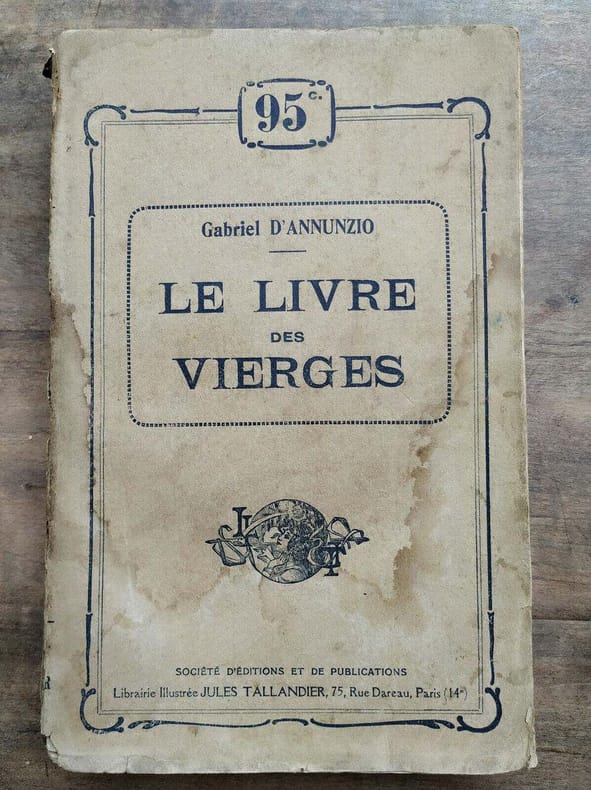 95 c.
Gabriel D'ANNUNZIO
LE LIVRE
DES
VIERGES
J T
SOCIÉTÉ D'ÉDITIONS ET DE PUBLICATIONS
Librairie Illustrée JULES TALLANDIER, 75, Rue Dareau, Paris (14e)